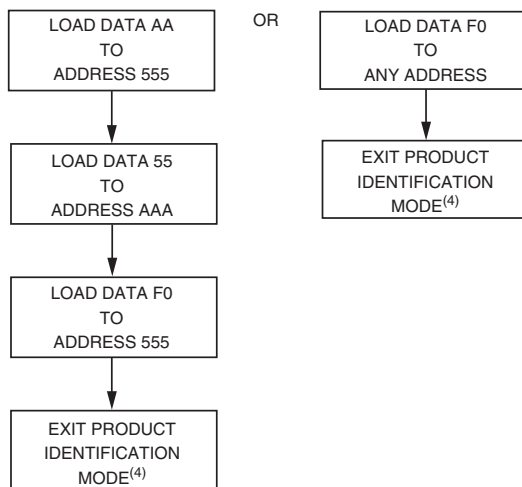 LOAD DATA AA
TO
ADDRESS 555
LOAD DATA 55
TO
ADDRESS AAA
LOAD DATA F0
TO
ADDRESS 555
EXIT PRODUCT
IDENTIFICATION
MODE(4)
OR
LOAD DATA F0
TO
ANY ADDRESS
EXIT PRODUCT
IDENTIFICATION
MODE(4)